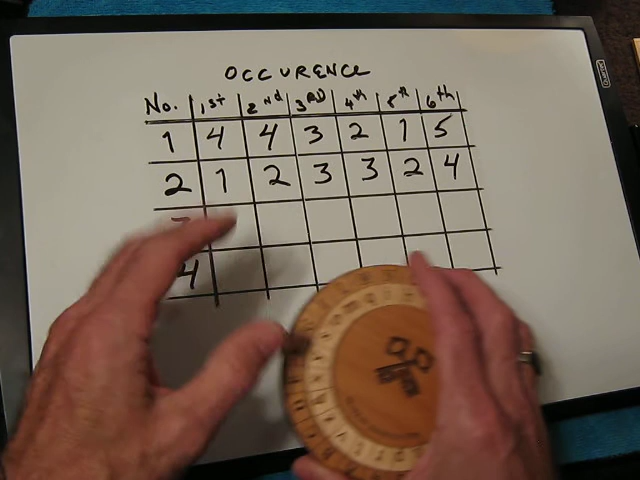 OCCURENCE
No. 1st 2nd 3RD 4th 5th 6th
1 4 4 3 2 1 5
2 1 2 3 3 2 4
4